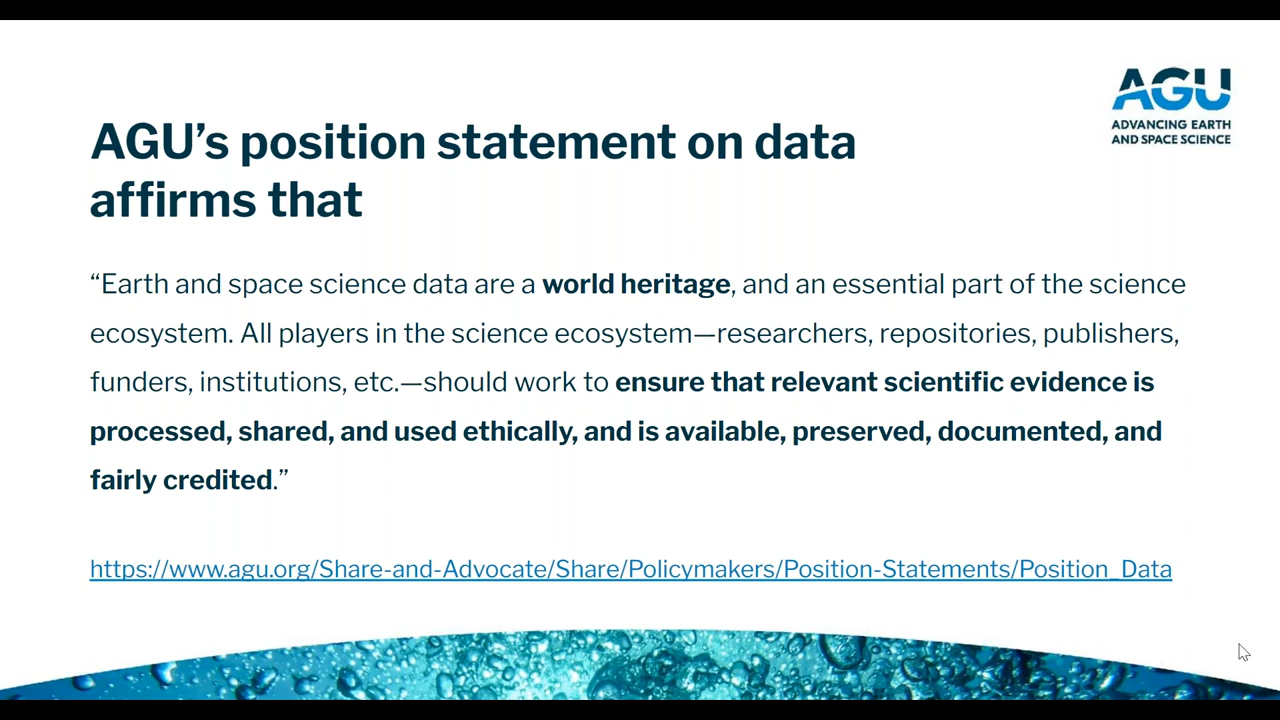 AGU
ADVANCING EARTH
AND SPACE SCIENCE
AGU’s position statement on data
affirms that
“Earth and space science data are a world heritage, and an essential part of the science
ecosystem. All players in the science ecosystem—researchers, repositories, publishers,
funders, institutions, etc.—should work to ensure that relevant scientific evidence is
processed, shared, and used ethically, and is available, preserved, documented, and
fairly credited.”
https://www.agu.org/Share-and-Advocate/Share/Policymakers/Position-Statements/Position_Data